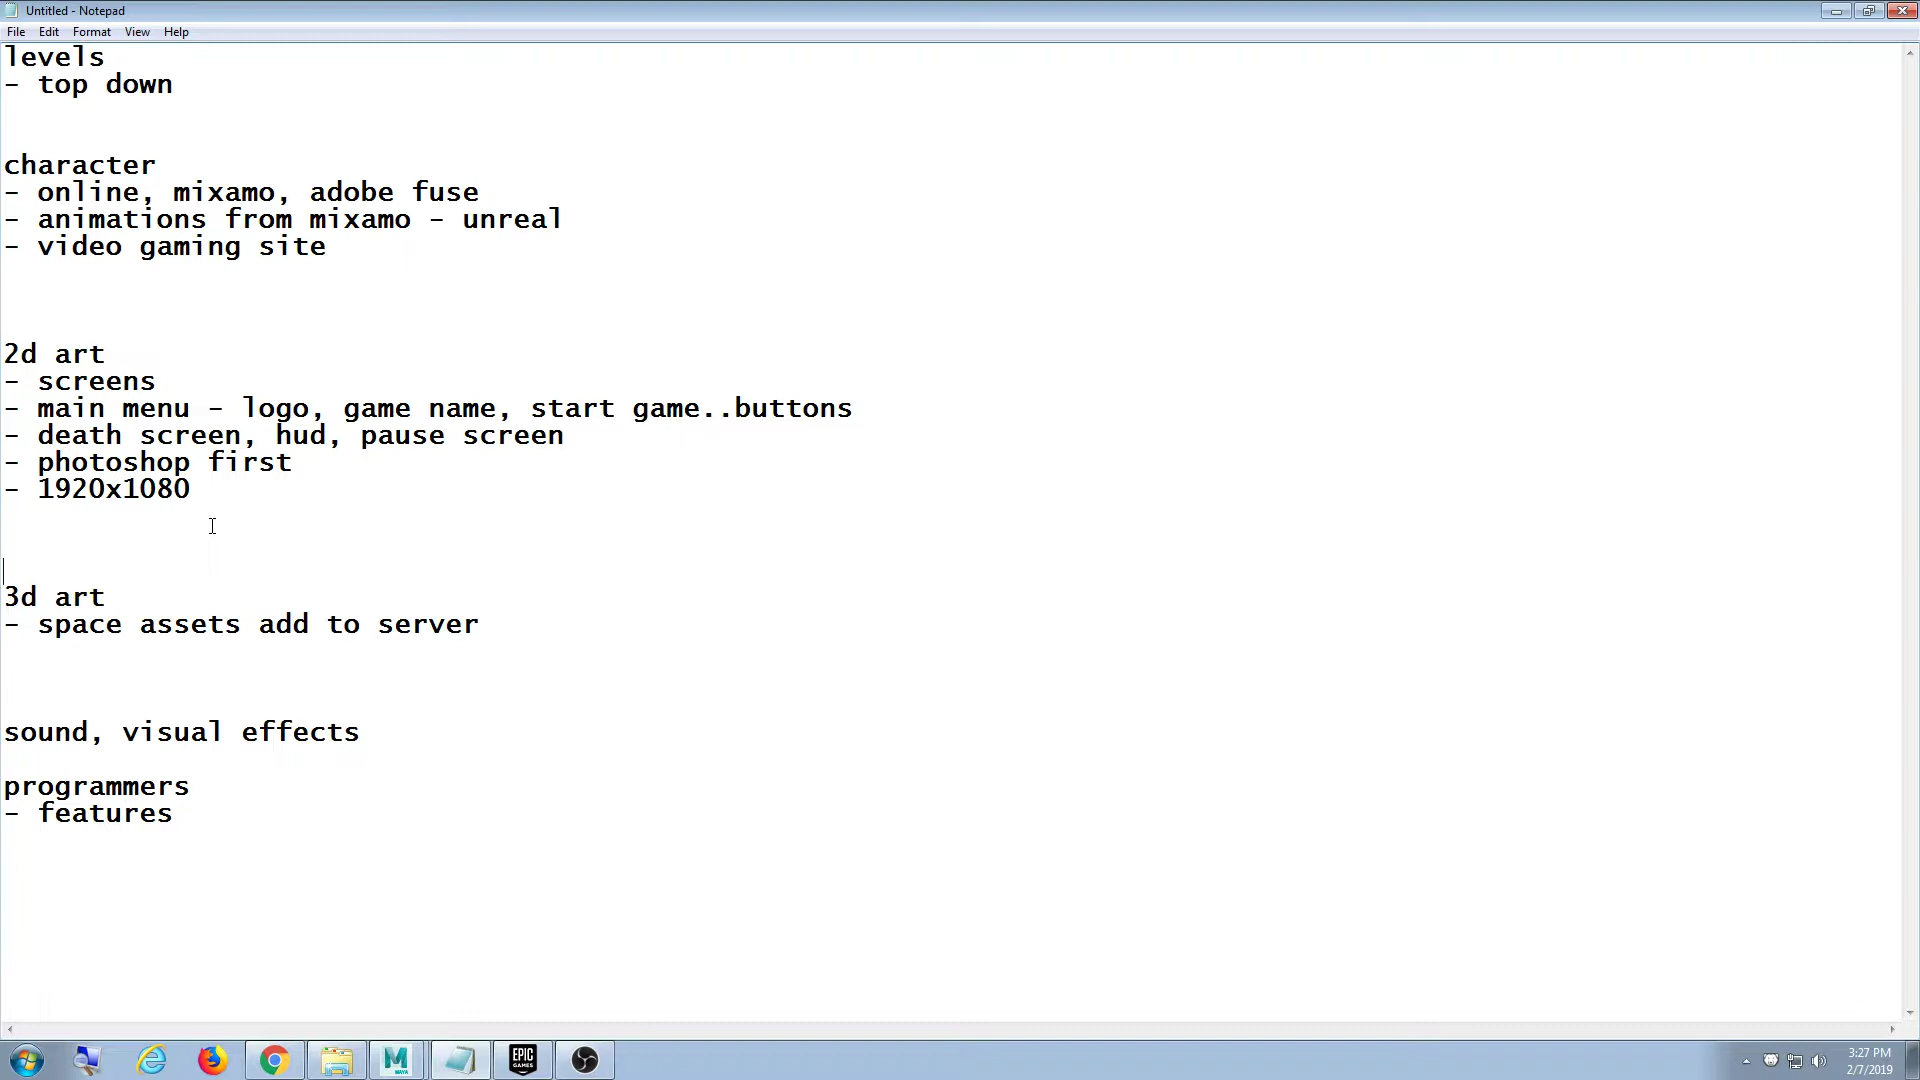 Untitled - Notepad
File Edit Format View Help
levels
- top down
character
- online, mixamo, adobe fuse
- animations from mixamo - unreal
- video gaming site
2d art
- screens
- main menu - logo, game name, start game..buttons
- death screen, hud, pause screen
- photoshop first
- 1920x1080
3d art
- space assets add to server
sound, visual effects
programmers
- features
M
MAYA
EPIC
GAMES
3:27 PM
2/7/2019